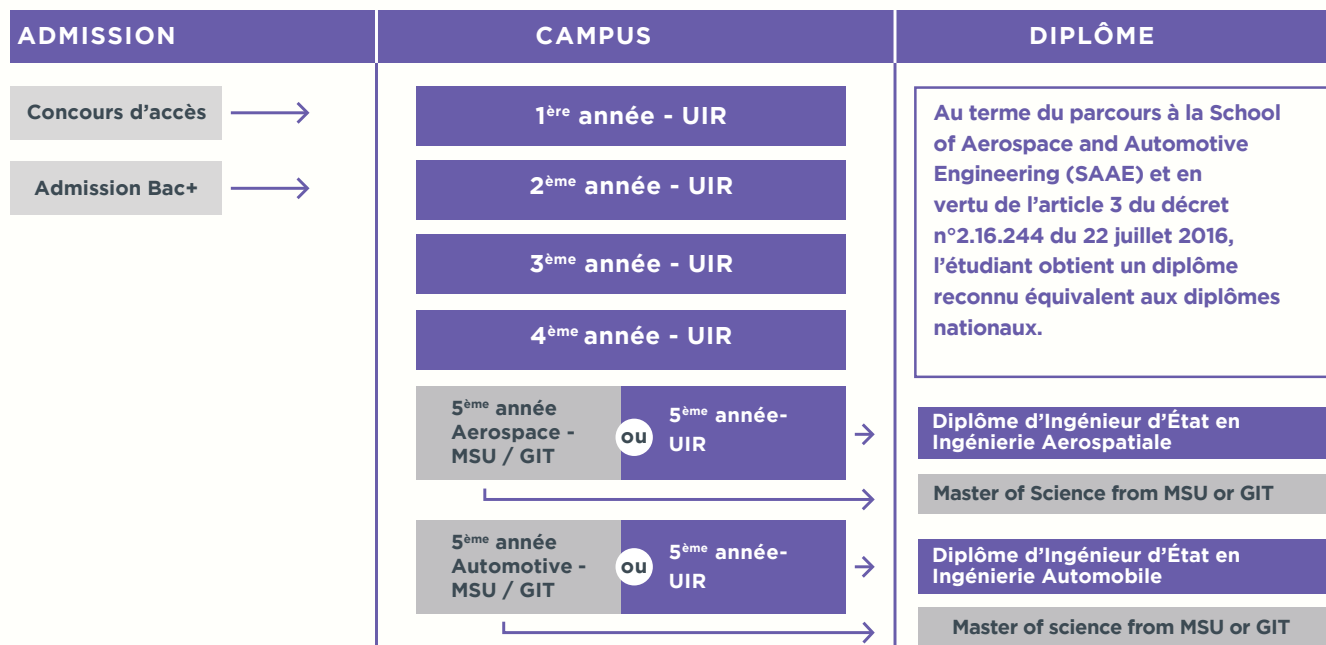 ADMISSION
CAMPUS
DIPLÔME
Concours d’accès
Admission Bac+
1ère année - UIR
2ème année - UIR
3ème année - UIR
4ème année - UIR
5ème année
Aerospace -
MSU / GIT
ou
5ème année-
UIR
5ème année
Automotive -
MSU / GIT
ou
5ème année-
UIR
Au terme du parcours à la School
of Aerospace and Automotive
Engineering (SAAE) et en
vertu de l’article 3 du décret
n°2.16.244 du 22 juillet 2016,
l’étudiant obtient un diplôme
reconnu équivalent aux diplômes
nationaux.
Diplôme d’Ingénieur d’État en
Ingénierie Aerospatiale
Master of Science from MSU or GIT
Diplôme d’Ingénieur d’État en
Ingénierie Automobile
Master of science from MSU or GIT